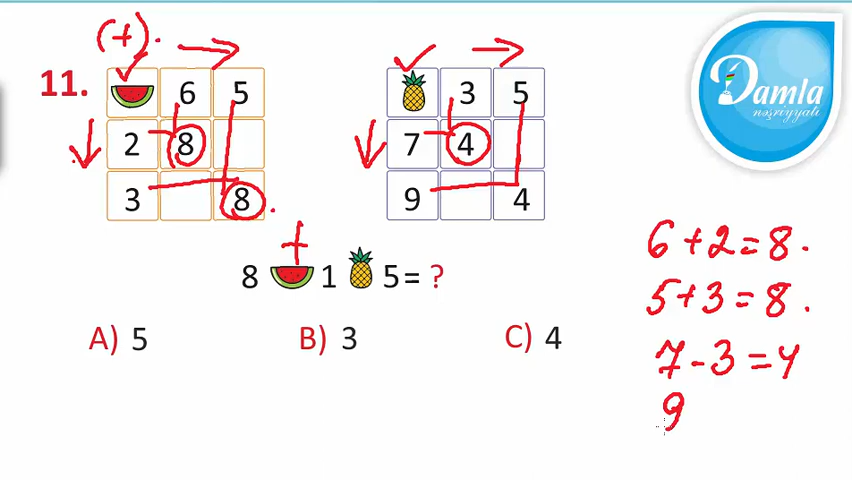 (+).
11. 6 5 3 5
2 8 7 4
3 8 9 4
Damla
nəşriyyatı
+
8 1 5 = ?
A) 5 B) 3 C) 4
6 + 2 = 8.
5 + 3 = 8.
7 - 3 = 4
9